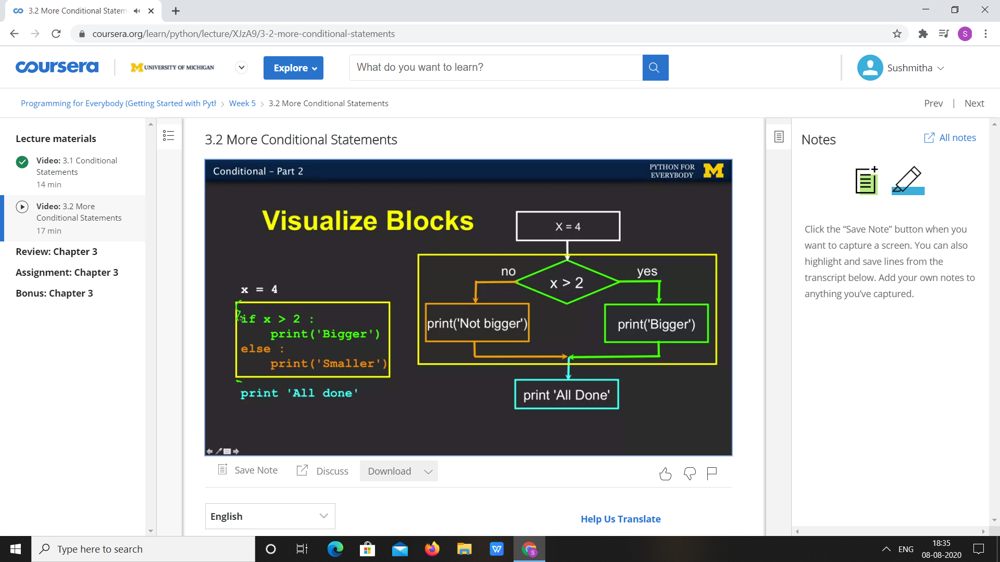 3.2 More Conditional Statem
coursera.org/learn/python/lecture/XJzA9/3-2-more-conditional-statements
S
coursera
M UNIVERSITY OF MICHIGAN
Explore
What do you want to learn?
Sushmitha
Programming for Everybody (Getting Started with Pyth
Week 5
3.2 More Conditional Statements
Prev | Next
Lecture materials
Video: 3.1 Conditional
Statements
14 min
Video: 3.2 More
Conditional Statements
17 min
Review: Chapter 3
Assignment: Chapter 3
Bonus: Chapter 3
3.2 More Conditional Statements
Conditional – Part 2
PYTHON FOR
EVERYBODY
M
Visualize Blocks
x = 4
if x > 2 :
print('Bigger')
else :
print('Smaller')
print 'All done'
X = 4
no
x > 2
yes
print('Not bigger')
print('Bigger')
print 'All Done'
Save Note
Discuss
Download
English
Help Us Translate
Notes
All notes
Click the “Save Note” button when you
want to capture a screen. You can also
highlight and save lines from the
transcript below. Add your own notes to
anything you’ve captured.
Type here to search
W
S
ENG
18:35
08-08-2020